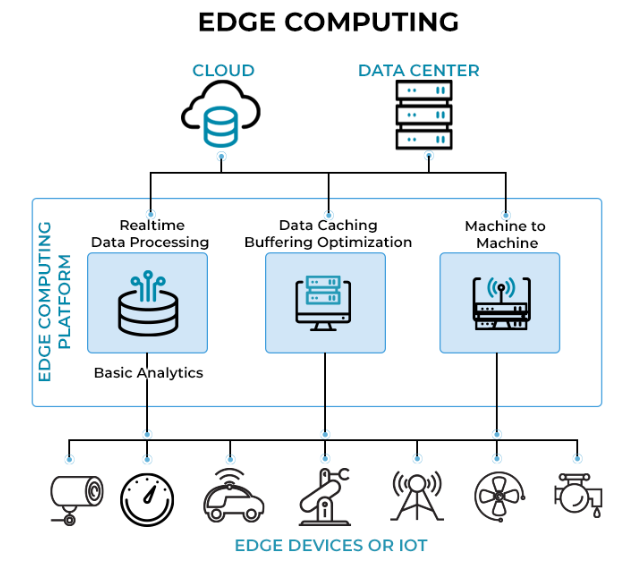 EDGE COMPUTING
CLOUD
DATA CENTER
EDGE COMPUTING
PLATFORM
Realtime
Data Processing
Data Caching
Buffering Optimization
Machine to
Machine
Basic Analytics
EDGE DEVICES OR IOT